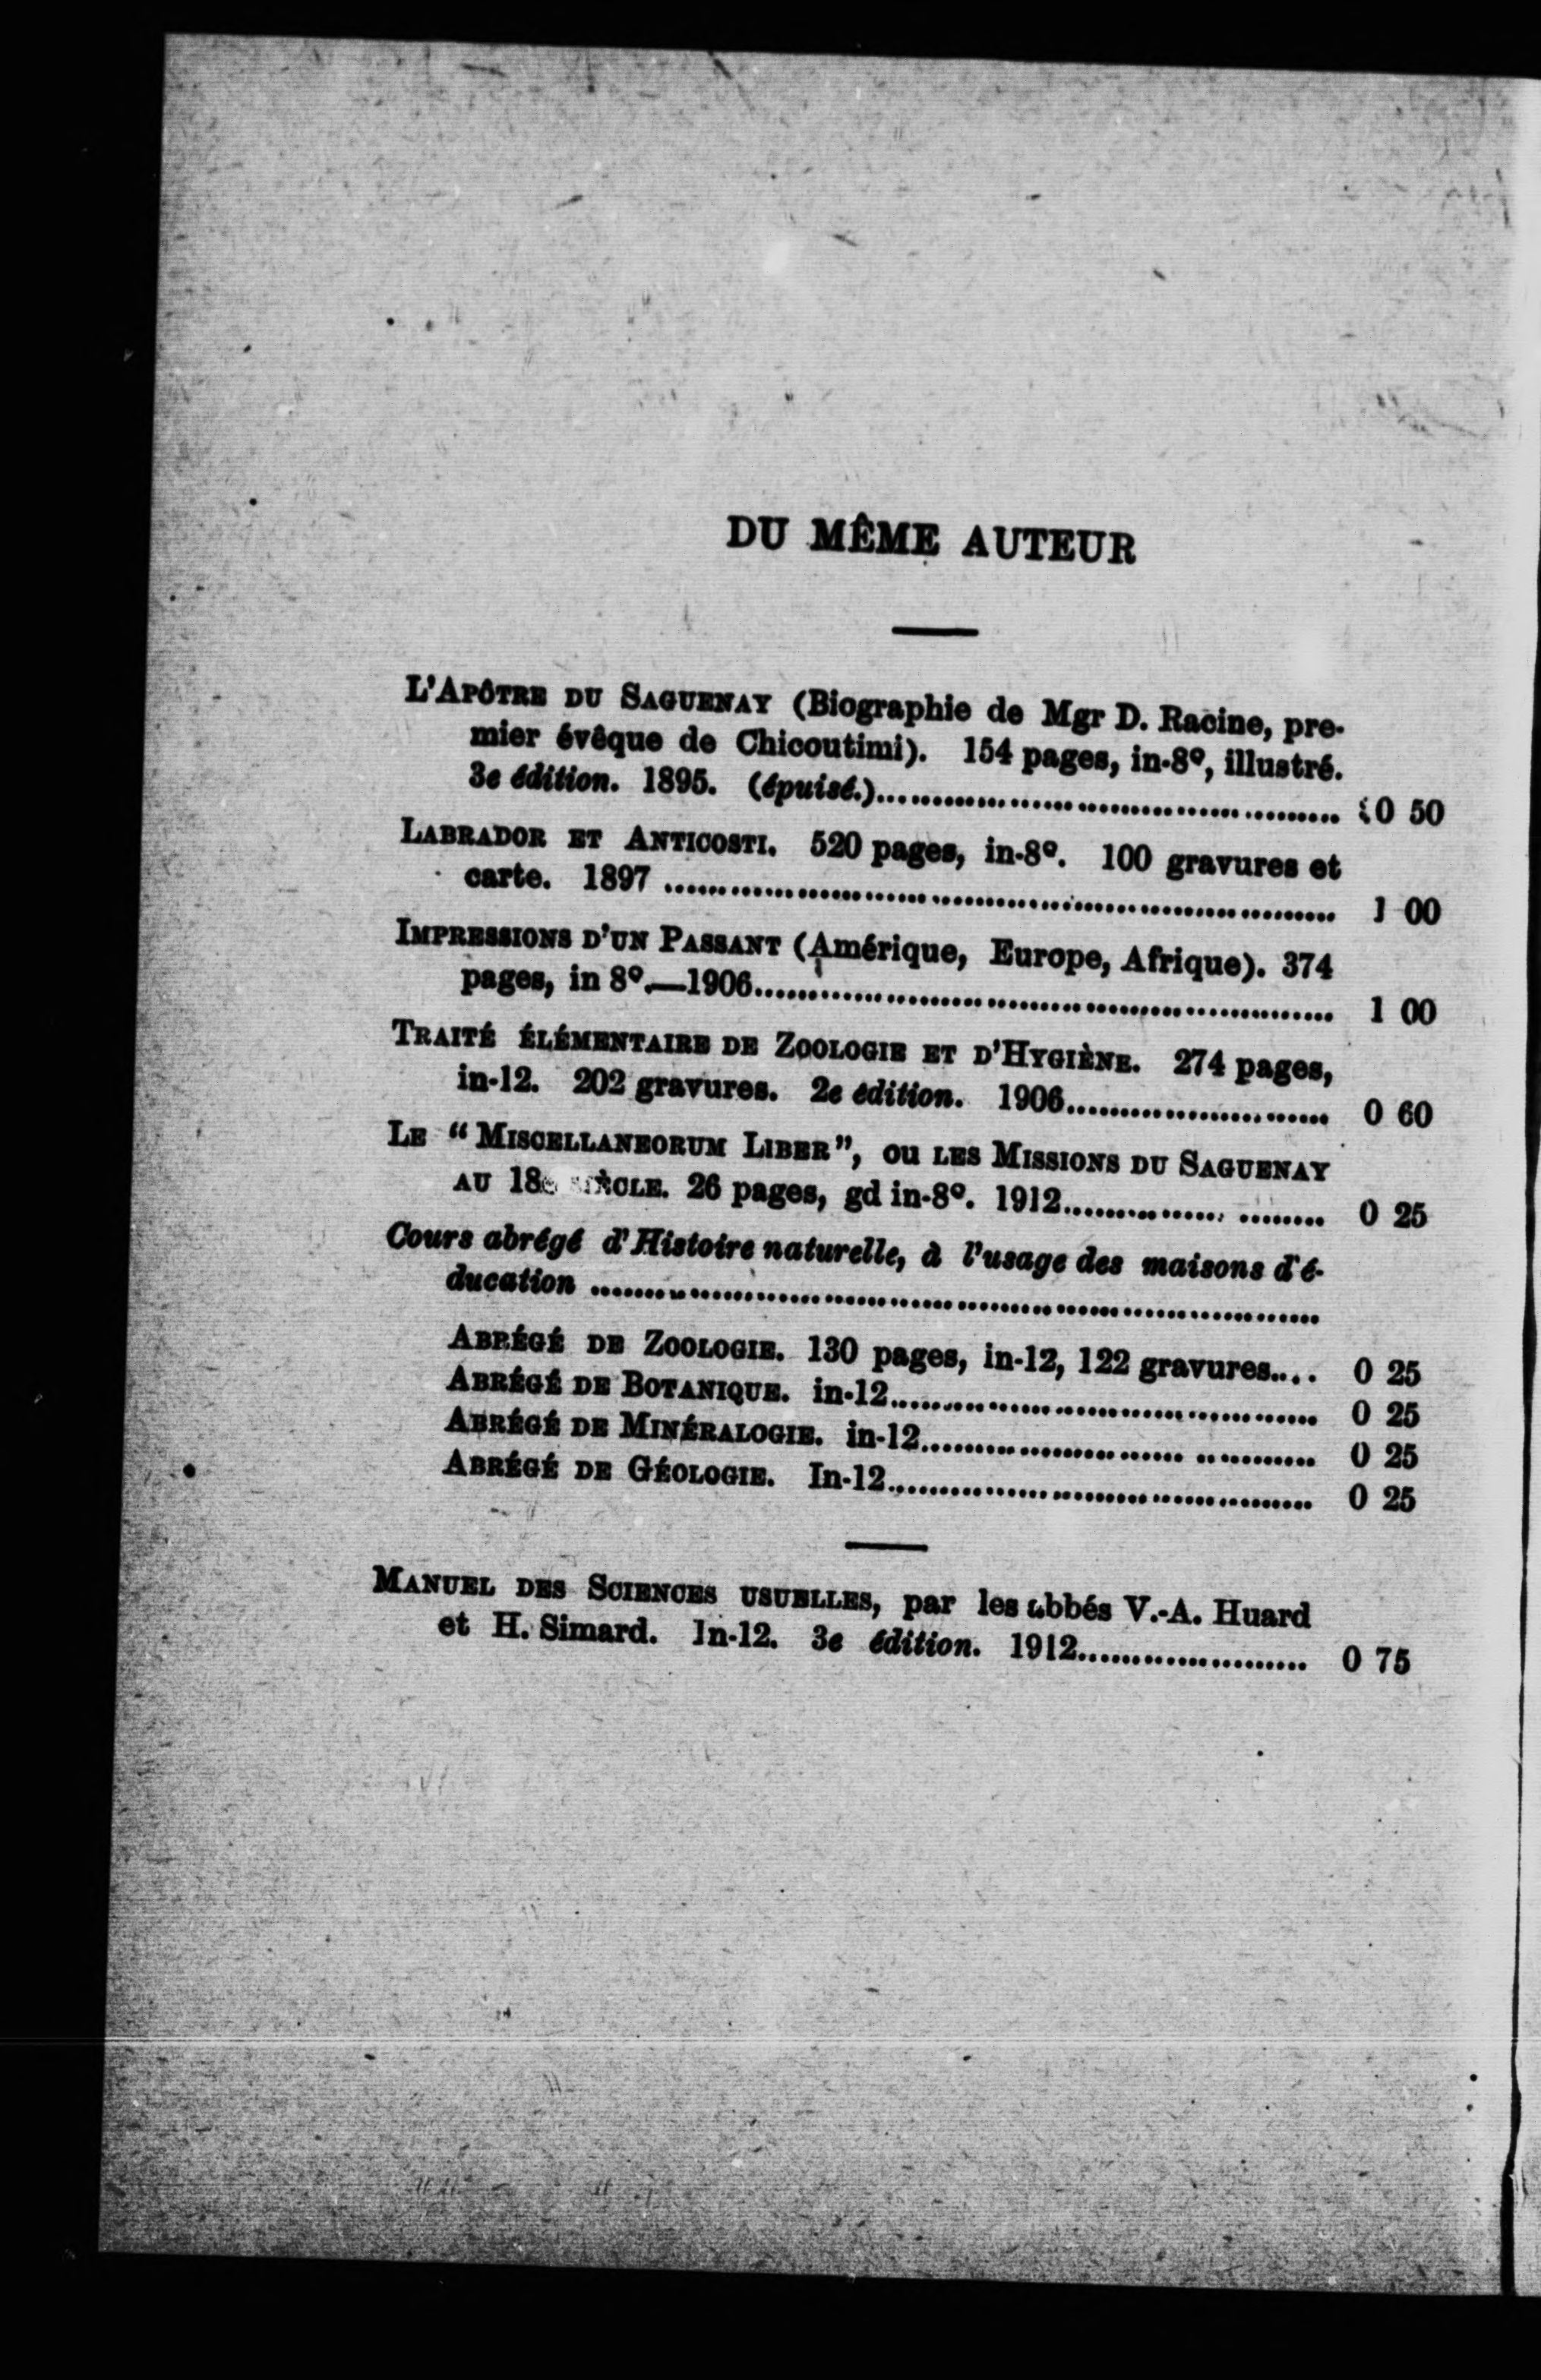 DU MÊME AUTEUR
L'APÔTRE DU SAGUENAY (Biographie de Mgr D. Racine, pre-
mier évêque de Chicoutimi). 154 pages, in-8º, illustré.
3e édition. 1895. (épuisé.)........................................ 0 50
LABRADOR ET ANTICOSTI. 520 pages, in-8º. 100 gravures et
carte. 1897 ............................................................ 1 00
IMPRESSIONS D'UN PASSANT (Amérique, Europe, Afrique). 374
pages, in 8º.—1906.................................................... 1 00
TRAITÉ ÉLÉMENTAIRE DE ZOOLOGIE ET D'HYGIÈNE. 274 pages,
in-12. 202 gravures. 2e édition. 1906........................ 0 60
LE “ MISCELLANEORUM LIBER”, ou LES MISSIONS DU SAGUENAY
AU 18e SIÈCLE. 26 pages, gd in-8º. 1912............... ........ 0 25
Cours abrégé d'Histoire naturelle, à l'usage des maisons d'é-
ducation ..................................................................
ABRÉGÉ DE ZOOLOGIE. 130 pages, in-12, 122 gravures.... 0 25
ABRÉGÉ DE BOTANIQUE. in-12....................................... 0 25
ABRÉGÉ DE MINÉRALOGIE. in-12........................ ........... 0 25
ABRÉGÉ DE GÉOLOGIE. In-12....................................... 0 25
MANUEL DES SCIENCES USUELLES, par les abbés V.-A. Huard
et H. Simard. In-12. 3e édition. 1912..................... 0 75